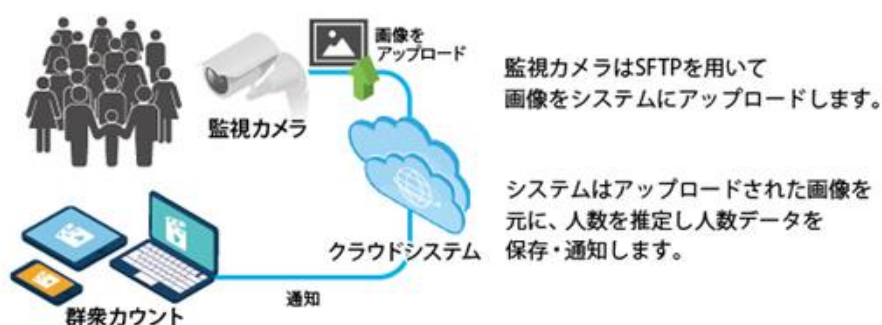 画像を
アップロード
監視カメラ
クラウドシステム
通知
群衆カウント
監視カメラはSFTPを用いて
画像をシステムにアップロードします。
システムはアップロードされた画像を
元に、人数を推定し人数データを
保存・通知します。